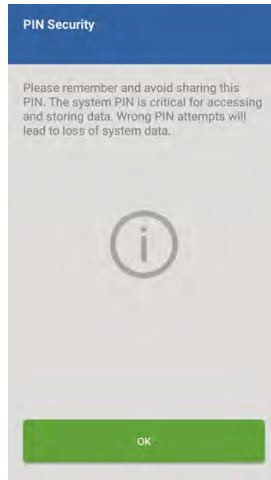 PIN Security
Please remember and avoid sharing this
PIN. The system PIN is critical for accessing
and storing data. Wrong PIN attempts will
lead to loss of system data.
i
OK